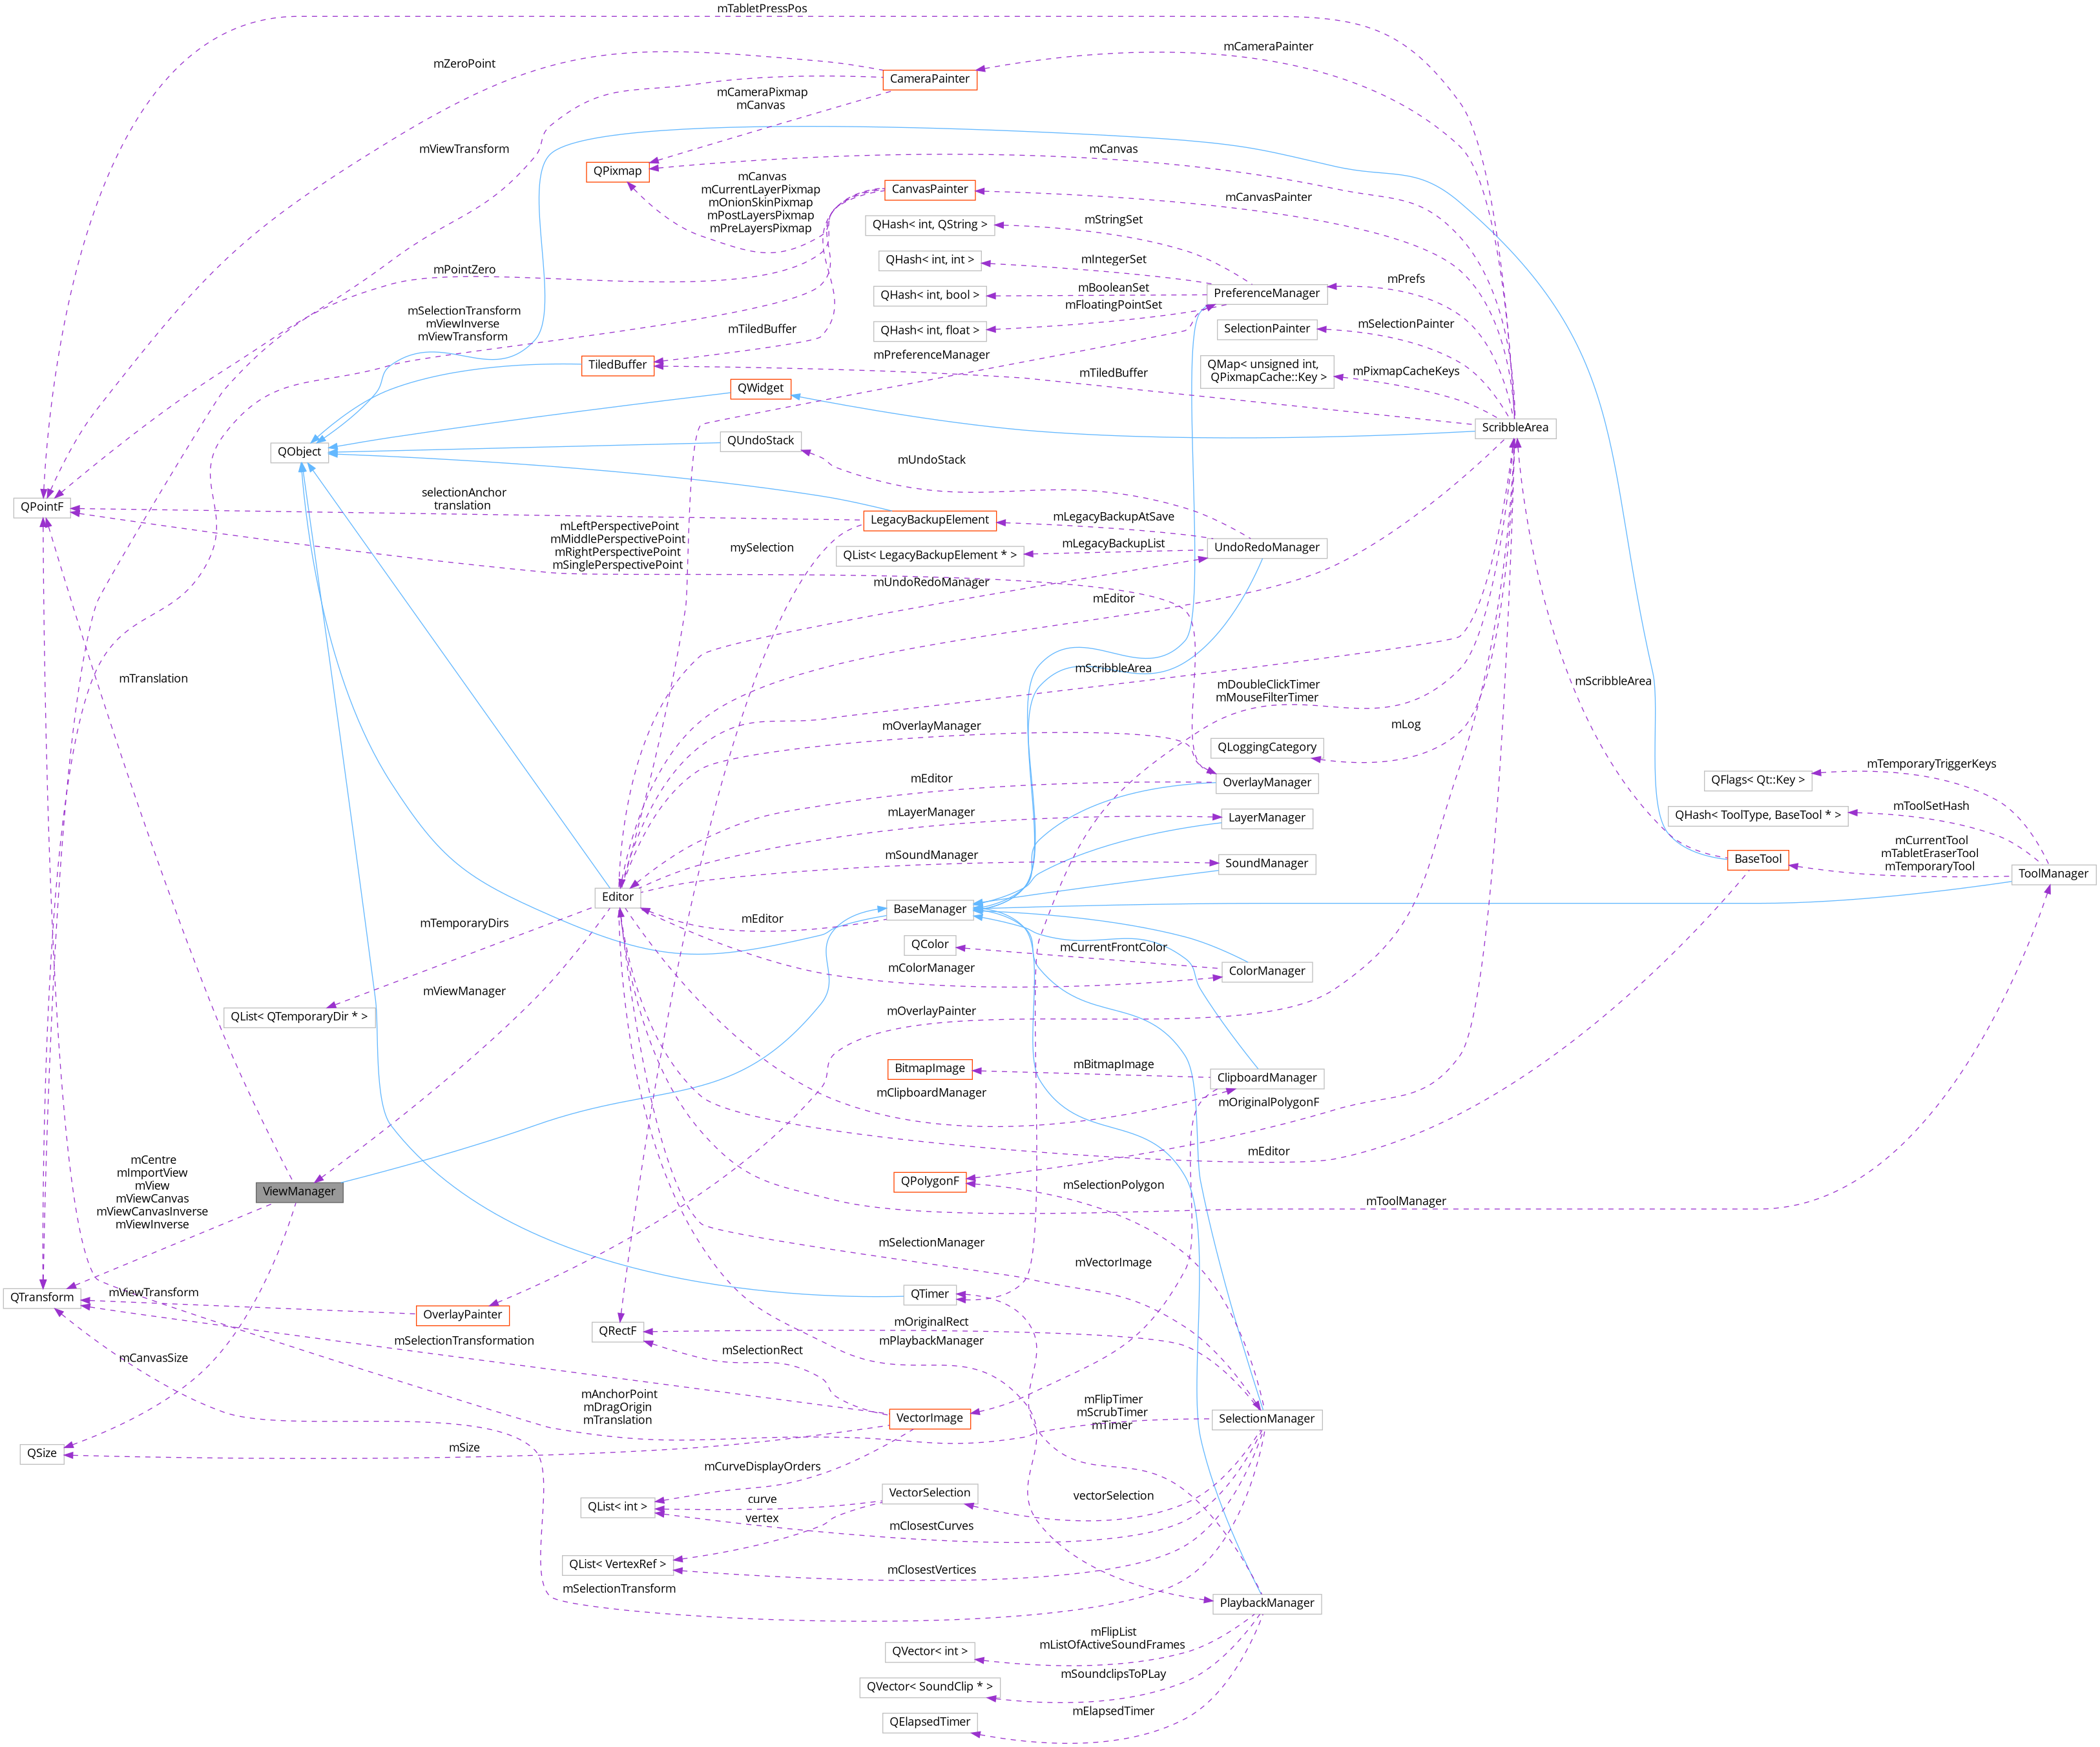 mTabletPressPos
mCameraPainter
mZeroPoint
CameraPainter
mCameraPixmap
mCanvas
mViewTransform
mCanvas
QPixmap
mCanvas
mCurrentLayerPixmap
mOnionSkinPixmap
mPostLayersPixmap
mPreLayersPixmap
CanvasPainter
mCanvasPainter
QHash< int, QString >
mStringSet
QHash< int, int >
mIntegerSet
mPointZero
mPrefs
QHash< int, bool >
mBooleanSet
PreferenceManager
mFloatingPointSet
mSelectionTransform
mViewInverse
mViewTransform
mTiledBuffer
QHash< int, float >
SelectionPainter
mSelectionPainter
mPreferenceManager
TiledBuffer
QMap< unsigned int,
QPixmapCache::Key >
mPixmapCacheKeys
mTiledBuffer
QWidget
ScribbleArea
QUndoStack
QObject
mUndoStack
selectionAnchor
translation
QPointF
LegacyBackupElement
mLegacyBackupAtSave
mLeftPerspectivePoint
mMiddlePerspectivePoint
mRightPerspectivePoint
mSinglePerspectivePoint
mySelection
QList< LegacyBackupElement * >
mLegacyBackupList
UndoRedoManager
mUndoRedoManager
mEditor
mTranslation
mScribbleArea
mDoubleClickTimer
mMouseFilterTimer
mScribbleArea
mOverlayManager
mLog
QLoggingCategory
mTemporaryTriggerKeys
QFlags< Qt::Key >
mEditor
OverlayManager
mToolSetHash
QHash< ToolType, BaseTool * >
mLayerManager
LayerManager
mCurrentTool
mTabletEraserTool
mTemporaryTool
mSoundManager
SoundManager
BaseTool
ToolManager
Editor
BaseManager
mTemporaryDirs
mEditor
QColor
mCurrentFrontColor
mColorManager
ColorManager
mViewManager
QList< QTemporaryDir * >
mOverlayPainter
BitmapImage
mBitmapImage
ClipboardManager
mClipboardManager
mOriginalPolygonF
mEditor
mCentre
mImportView
mView
mViewCanvas
mViewCanvasInverse
mViewInverse
ViewManager
QPolygonF
mSelectionPolygon
mToolManager
mSelectionManager
mVectorImage
QTransform
mViewTransform
QTimer
OverlayPainter
mOriginalRect
QRectF
mSelectionTransformation
mPlaybackManager
mSelectionRect
mCanvasSize
mAnchorPoint
mDragOrigin
mTranslation
mFlipTimer
mScrubTimer
mTimer
VectorImage
SelectionManager
QSize
mSize
mCurveDisplayOrders
VectorSelection
vectorSelection
QList< int >
curve
vertex
mClosestCurves
QList< VertexRef >
mClosestVertices
mSelectionTransform
PlaybackManager
mFlipList
mListOfActiveSoundFrames
QVector< int >
mSoundclipsToPLay
QVector< SoundClip * >
mElapsedTimer
QElapsedTimer